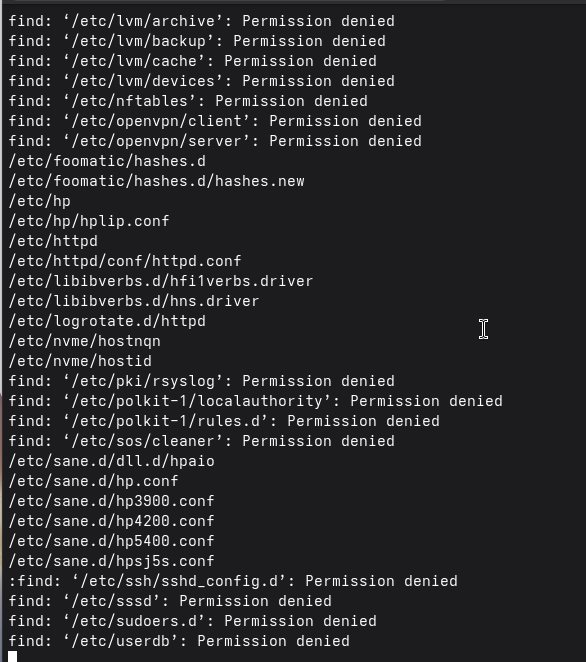 find: ‘/etc/lvm/archive’: Permission denied
find: ‘/etc/lvm/backup’: Permission denied
find: ‘/etc/lvm/cache’: Permission denied
find: ‘/etc/lvm/devices’: Permission denied
find: ‘/etc/nftables’: Permission denied
find: ‘/etc/openvpn/client’: Permission denied
find: ‘/etc/openvpn/server’: Permission denied
/etc/foomatic/hashes.d
/etc/foomatic/hashes.d/hashes.new
/etc/hp
/etc/hp/hplip.conf
/etc/httpd
/etc/httpd/conf/httpd.conf
/etc/libibverbs.d/hfi1verbs.driver
/etc/libibverbs.d/hns.driver
/etc/logrotate.d/httpd
/etc/nvme/hostnqn
/etc/nvme/hostid
find: ‘/etc/pki/rsyslog’: Permission denied
find: ‘/etc/polkit-1/localauthority’: Permission denied
find: ‘/etc/polkit-1/rules.d’: Permission denied
find: ‘/etc/sos/cleaner’: Permission denied
/etc/sane.d/dll.d/hpaio
/etc/sane.d/hp.conf
/etc/sane.d/hp3900.conf
/etc/sane.d/hp4200.conf
/etc/sane.d/hp5400.conf
/etc/sane.d/hpsj5s.conf
:find: ‘/etc/ssh/sshd_config.d’: Permission denied
find: ‘/etc/sssd’: Permission denied
find: ‘/etc/sudoers.d’: Permission denied
find: ‘/etc/userdb’: Permission denied